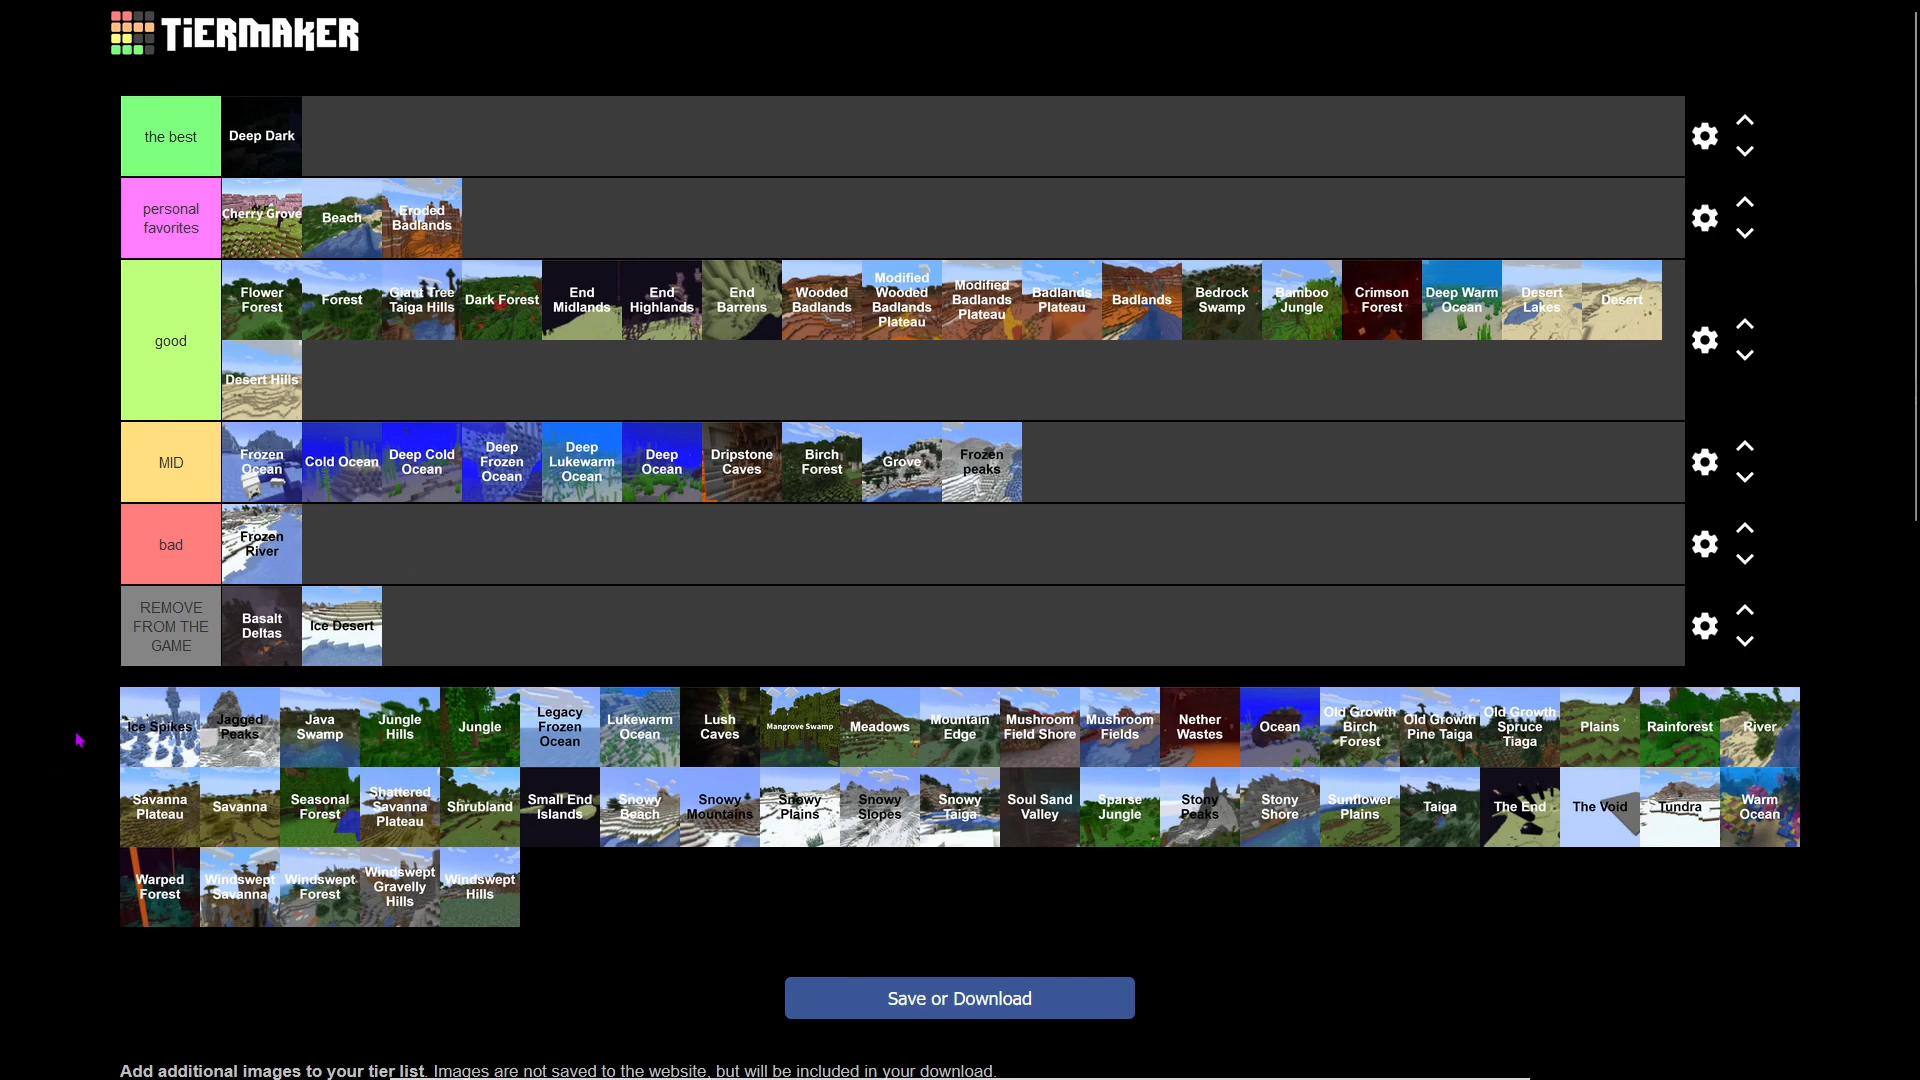 TiERMAKER
the best
Deep Dark
personal
favorites
Cherry Grove
Beach
Eroded
Badlands
good
Flower
Forest
Forest
Giant Tree
Taiga Hills
Dark Forest
End
Midlands
End
Highlands
End
Barrens
Wooded
Badlands
Modified
Wooded
Badlands
Plateau
Modified
Badlands
Plateau
Badlands
Plateau
Badlands
Bedrock
Swamp
Bamboo
Jungle
Crimson
Forest
Deep Warm
Ocean
Desert
Lakes
Desert
Desert Hills
MID
Frozen
Ocean
Cold Ocean
Deep Cold
Ocean
Deep
Frozen
Ocean
Deep
Lukewarm
Ocean
Deep
Ocean
Dripstone
Caves
Birch
Forest
Grove
Frozen
peaks
bad
Frozen
River
REMOVE
FROM THE
GAME
Basalt
Deltas
Ice Desert
Ice Spikes
Jagged
Peaks
Java
Swamp
Jungle
Hills
Jungle
Legacy
Frozen
Ocean
Lukewarm
Ocean
Lush
Caves
Mangrove Swamp
Meadows
Mountain
Edge
Mushroom
Field Shore
Mushroom
Fields
Nether
Wastes
Ocean
Old Growth
Birch
Forest
Old Growth
Pine Taiga
Old Growth
Spruce
Tiaga
Plains
Rainforest
River
Savanna
Plateau
Savanna
Seasonal
Forest
Shattered
Savanna
Plateau
Shrubland
Small End
Islands
Snowy
Beach
Snowy
Mountains
Snowy
Plains
Snowy
Slopes
Snowy
Taiga
Soul Sand
Valley
Sparse
Jungle
Stony
Peaks
Stony
Shore
Sunflower
Plains
Taiga
The End
The Void
Tundra
Warm
Ocean
Warped
Forest
Windswept
Savanna
Windswept
Forest
Windswept
Gravelly
Hills
Windswept
Hills
Save or Download
Add additional images to your tier list. Images are not saved to the website, but will be included in your download.